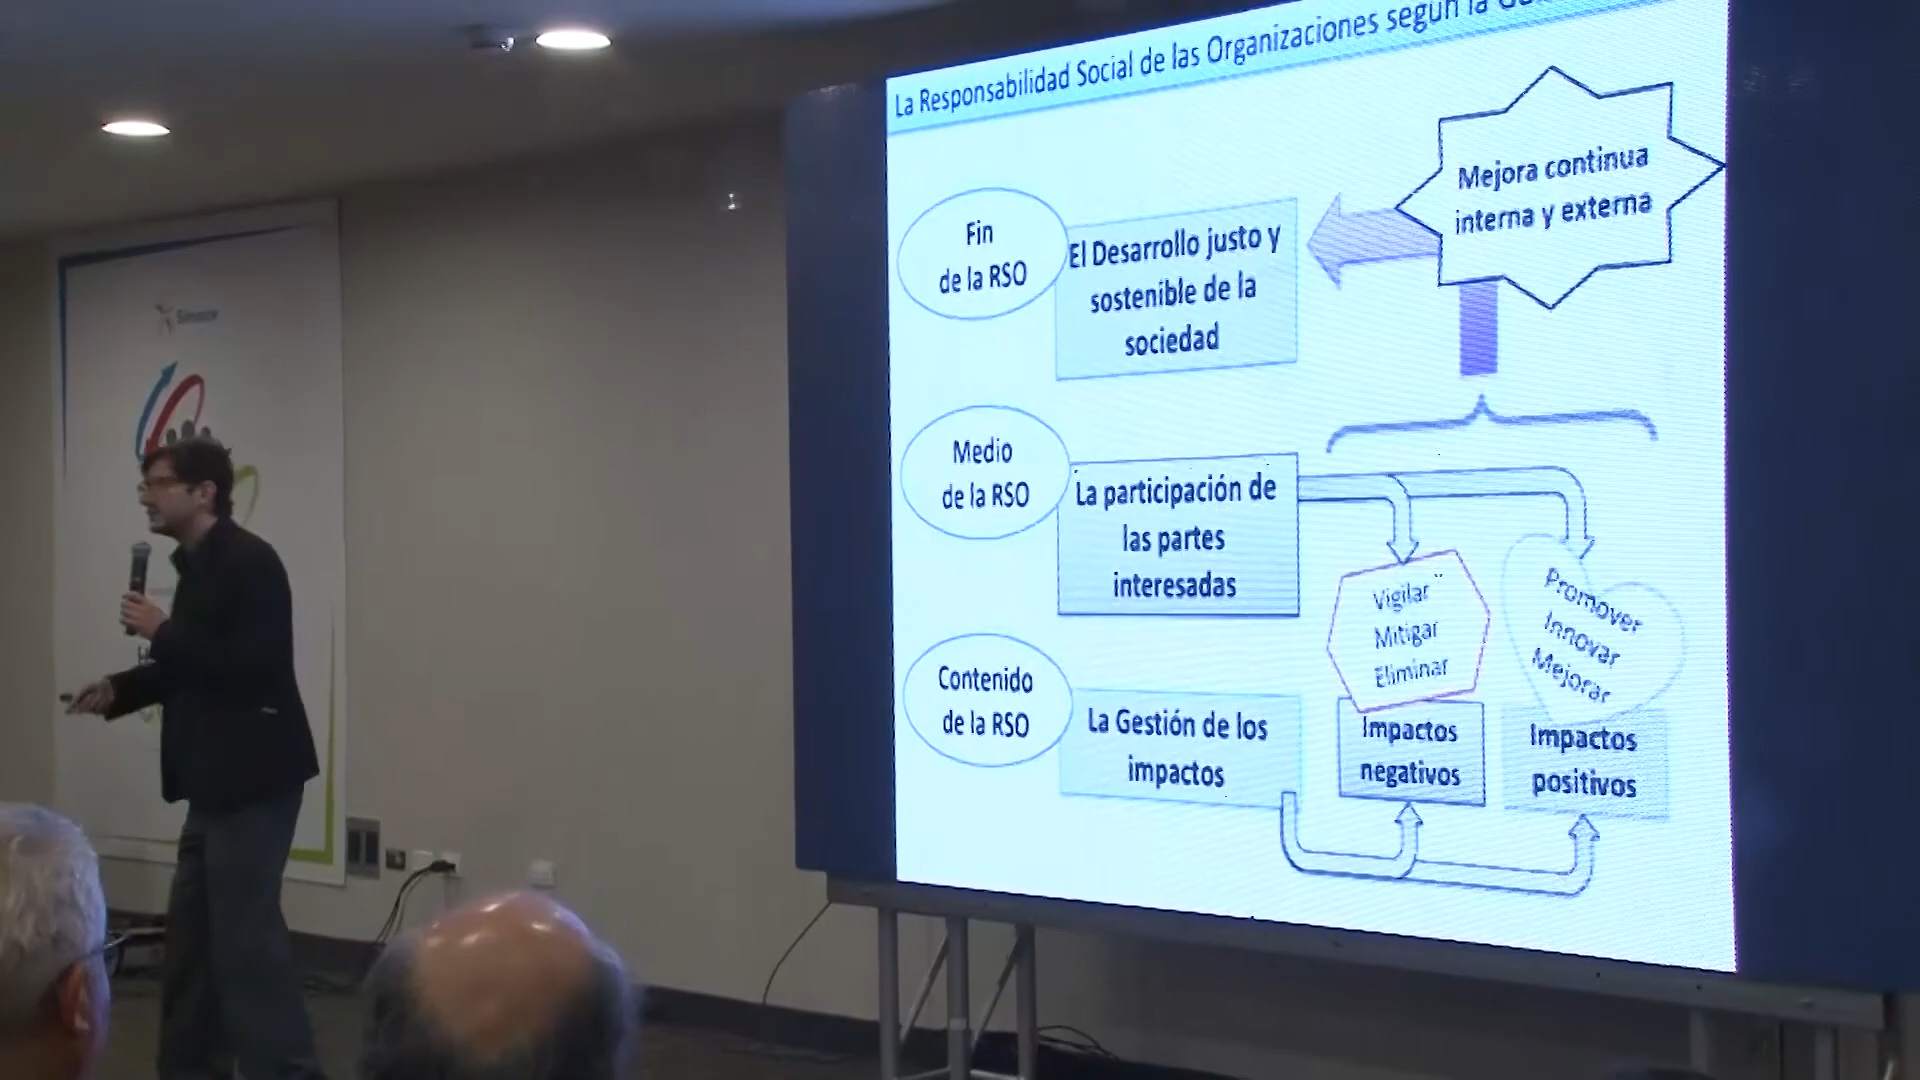 La Responsabilidad Social de las Organizaciones según la
Mejora continua
interna y externa
Fin
de la RSO
El Desarrollo justo y
sostenible de la
sociedad
Medio
de la RSO
La participación de
las partes
interesadas
Vigilar
Mitigar
Eliminar
Promover
Innovar
Mejorar
Contenido
de la RSO
La Gestión de los
impactos
Impactos
negativos
Impactos
positivos